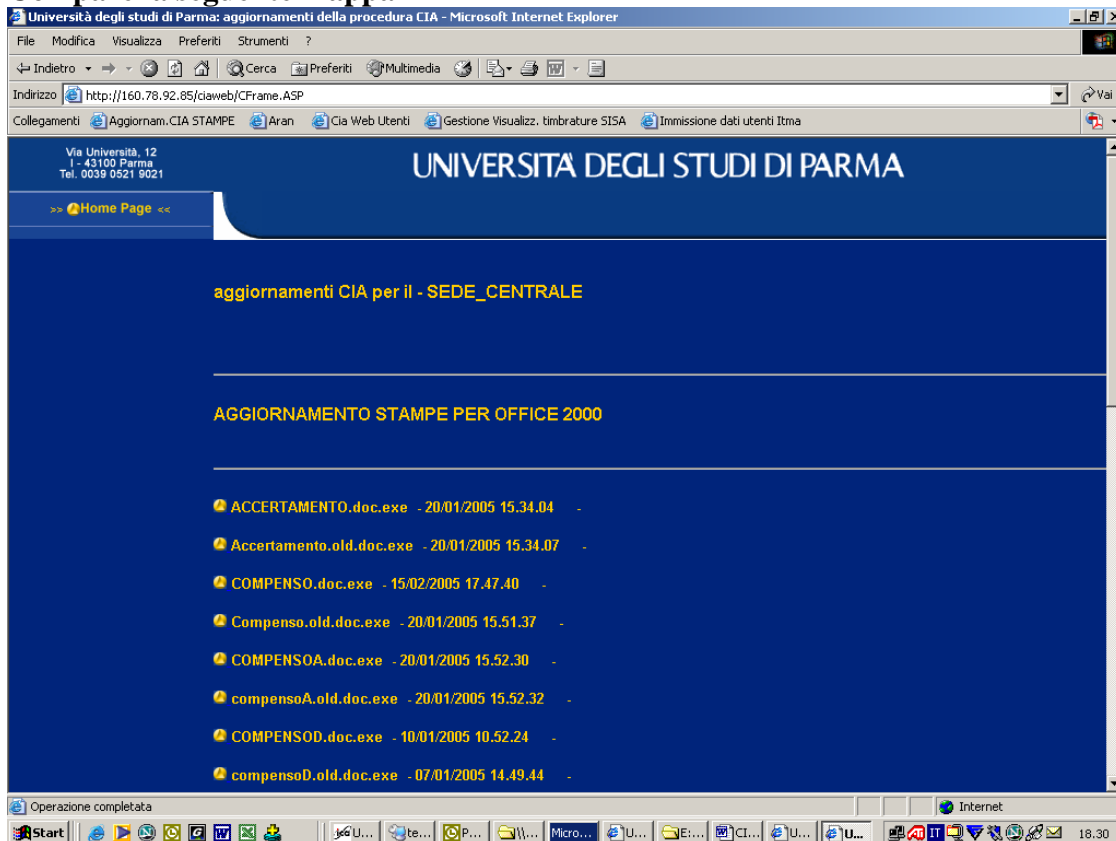 Università degli studi di Parma: aggiornamenti della procedura CIA - Microsoft Internet Explorer
File Modifica Visualizza Preferiti Strumenti ?
Indietro Cerca Preferiti Multimedia
Indirizzo http://160.78.92.85/ciaweb/CFrame.ASP Vai
Collegamenti Aggiornam.CIA STAMPE Aran Cia Web Utenti Gestione Visualizz. timbrature SISA Immissione dati utenti Itma
Via Università, 12
I - 43100 Parma
Tel. 0039 0521 9021
UNIVERSITA' DEGLI STUDI DI PARMA
>> Home Page <<
aggiornamenti CIA per il - SEDE_CENTRALE
AGGIORNAMENTO STAMPE PER OFFICE 2000
ACCERTAMENTO.doc.exe - 20/01/2005 15.34.04 -
Accertamento.old.doc.exe - 20/01/2005 15.34.07 -
COMPENSO.doc.exe - 15/02/2005 17.47.40 -
Compenso.old.doc.exe - 20/01/2005 15.51.37 -
COMPENSOA.doc.exe - 20/01/2005 15.52.30 -
compensoA.old.doc.exe - 20/01/2005 15.52.32 -
COMPENSOD.doc.exe - 10/01/2005 10.52.24 -
compensoD.old.doc.exe - 07/01/2005 14.49.44 -
Operazione completata Internet
Start U... te... P... \\... Micro... U... E:... CI... U... U... IT 18.30